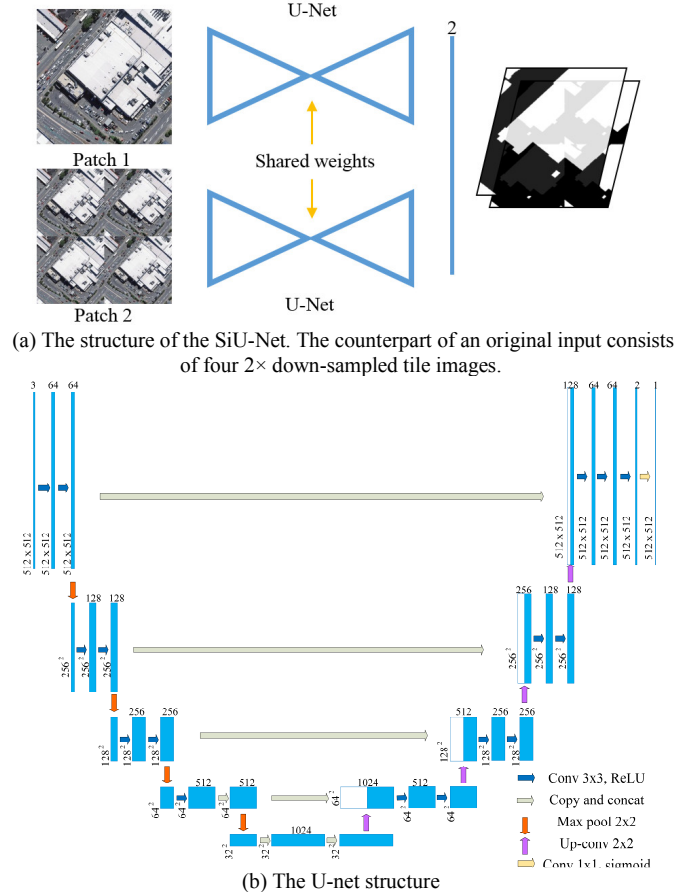 U-Net
2
Patch 1
Shared weights
Patch 2
U-Net
(a) The structure of the SiU-Net. The counterpart of an original input consists
of four 2× down-sampled tile images.
3 64 64
128 64 64 2 1
512 x 512 512 x 512 512 x 512
512 x 512 512 x 512 512 x 512 512 x 512 512 x 512
128 128
256 128 128
256² 256² 256²
256² 256² 256²
256 256
512 256 256
128² 128² 128²
128² 128² 128²
512 512
1024 512
64² 64² 64²
64² 64² 64²
1024
32² 32² 32²
Conv 3x3, ReLU
Copy and concat
Max pool 2x2
Up-conv 2x2
Conv 1x1, sigmoid
(b) The U-net structure